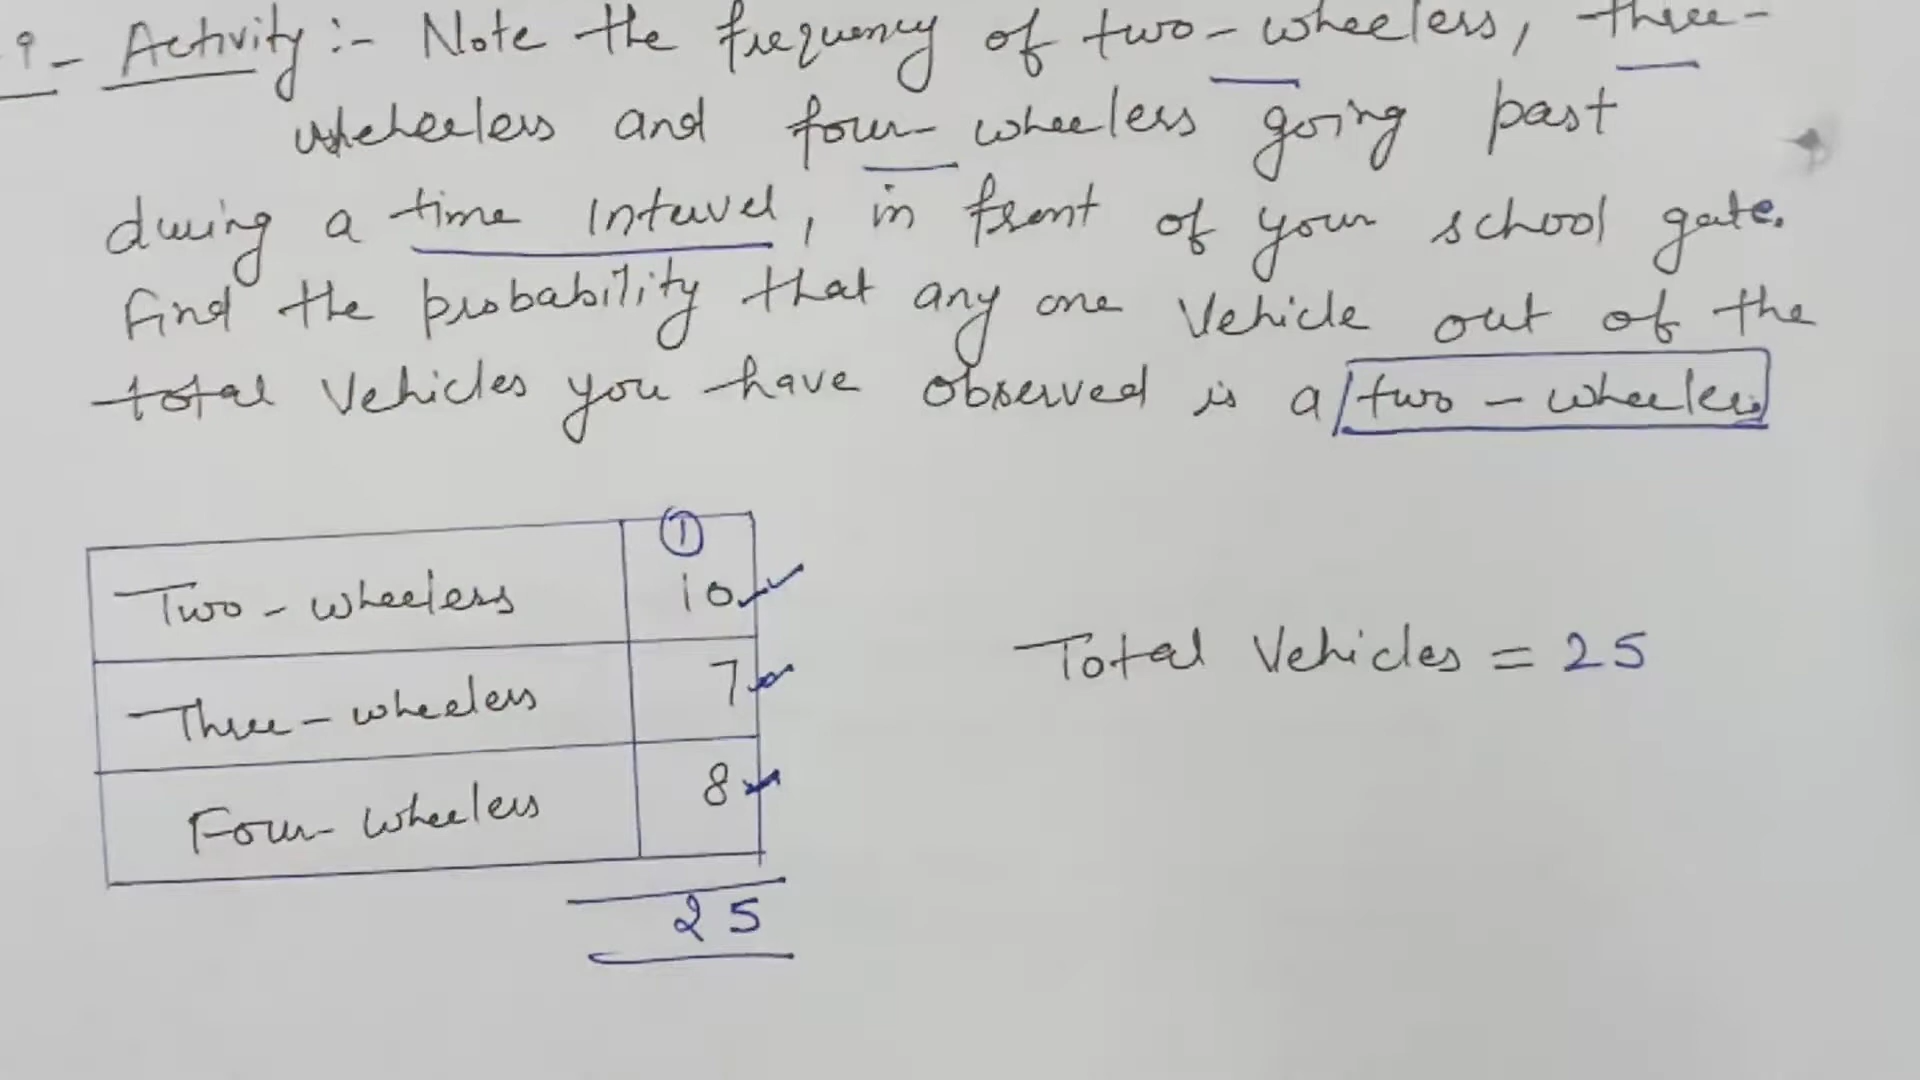 9- Activity :- Note the frequency of two-wheelers, three-
wheelers and four-wheelers going past
during a time Interval, in front of your school gate.
Find the probability that any one Vehicle out of the
total Vehicles you have observed is a two-wheeler.
1
Two-wheelers 10
Three-wheelers 7
Four-wheelers 8
25
Total Vehicles = 25